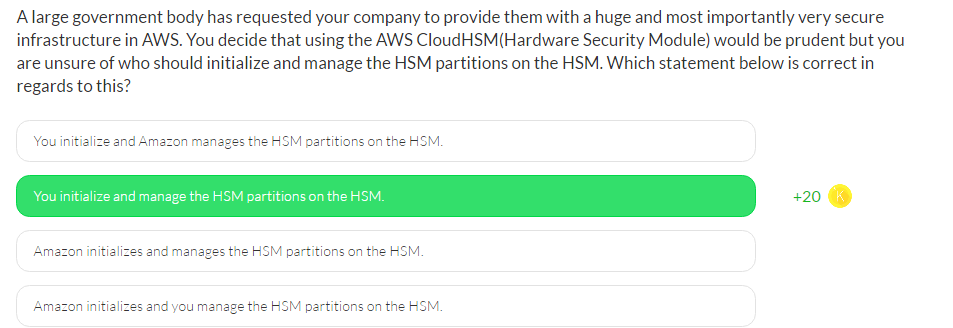 A large government body has requested your company to provide them with a huge and most importantly very secure
infrastructure in AWS. You decide that using the AWS CloudHSM(Hardware Security Module) would be prudent but you
are unsure of who should initialize and manage the HSM partitions on the HSM. Which statement below is correct in
regards to this?
You initialize and Amazon manages the HSM partitions on the HSM.
You initialize and manage the HSM partitions on the HSM.
+20 K
Amazon initializes and manages the HSM partitions on the HSM.
Amazon initializes and you manage the HSM partitions on the HSM.